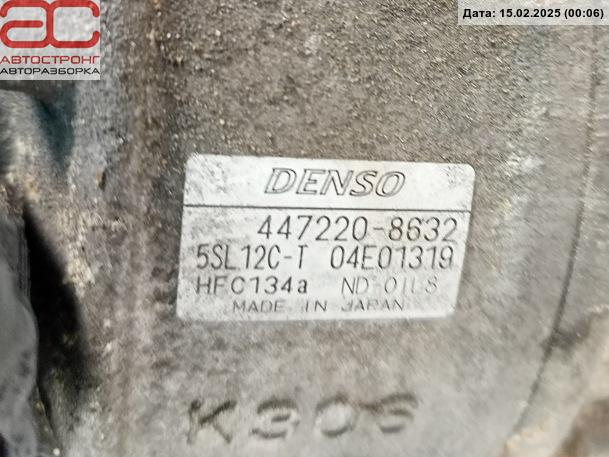 Дата: 15.02.2025 (00:06)
АС
АВТОСТРОНГ
АВТОРАЗБОРКА
DENSO
447220-8632
5SL12C-T 04E01319
HFC134a ND-OIL8
MADE IN JAPAN
K306